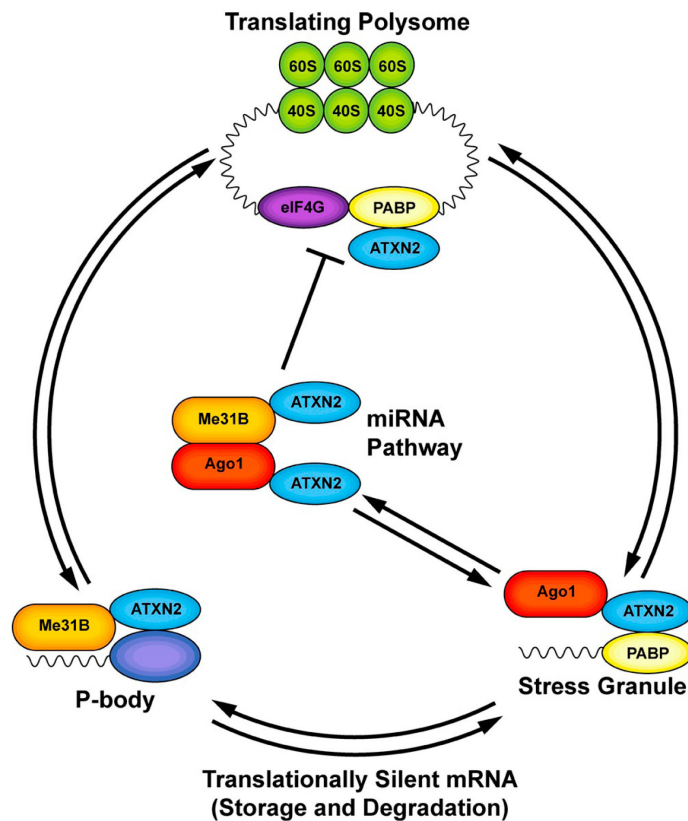 Translating Polysome
60S 60S 60S
40S 40S 40S
eIF4G PABP
ATXN2
ATXN2
Me31B
miRNA
Pathway
Ago1
ATXN2
Ago1
ATXN2
ATXN2
Me31B
PABP
P-body
Stress Granule
Translationally Silent mRNA
(Storage and Degradation)